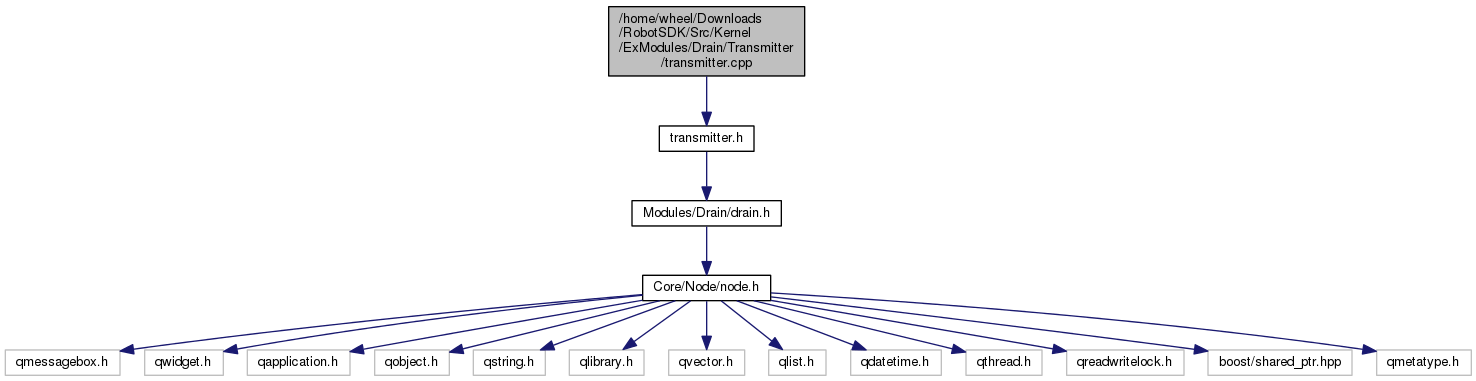 /home/wheel/Downloads
/RobotSDK/Src/Kernel
/ExModules/Drain/Transmitter
/transmitter.cpp
transmitter.h
Modules/Drain/drain.h
Core/Node/node.h
qmessagebox.h
qwidget.h
qapplication.h
qobject.h
qstring.h
qlibrary.h
qvector.h
qlist.h
qdatetime.h
qthread.h
qreadwritelock.h
boost/shared_ptr.hpp
qmetatype.h